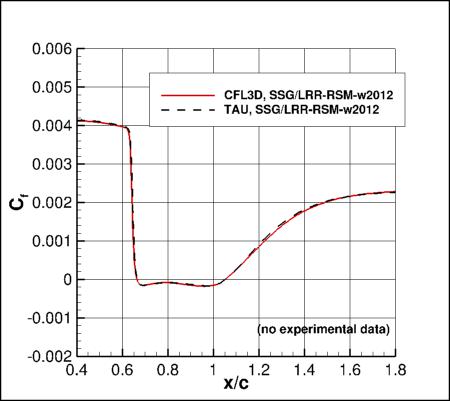 0.006
0.005
0.004
0.003
0.002
0.001
0
-0.001
-0.002
Cf
CFL3D, SSG/LRR-RSM-w2012
TAU, SSG/LRR-RSM-w2012
(no experimental data)
0.4 0.6 0.8 1 1.2 1.4 1.6 1.8
x/c